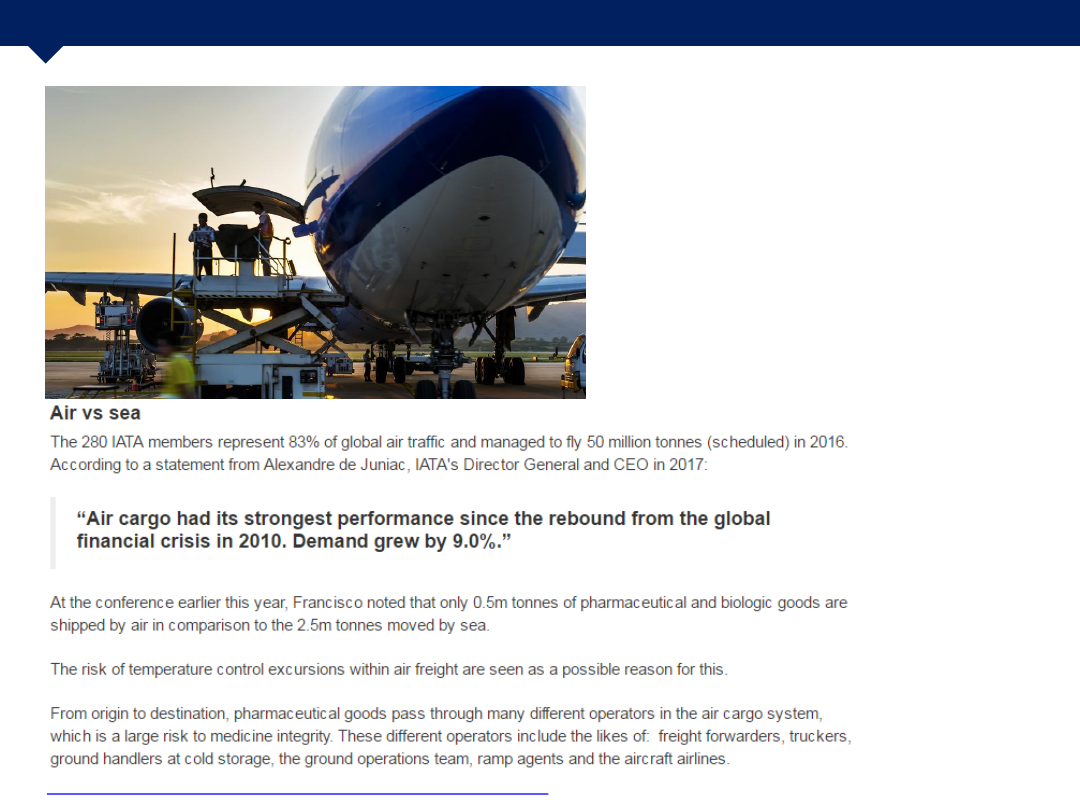 Air vs sea
The 280 IATA members represent 83% of global air traffic and managed to fly 50 million tonnes (scheduled) in 2016.
According to a statement from Alexandre de Juniac, IATA's Director General and CEO in 2017:
“Air cargo had its strongest performance since the rebound from the global
financial crisis in 2010. Demand grew by 9.0%.”
At the conference earlier this year, Francisco noted that only 0.5m tonnes of pharmaceutical and biologic goods are
shipped by air in comparison to the 2.5m tonnes moved by sea.
The risk of temperature control excursions within air freight are seen as a possible reason for this.
From origin to destination, pharmaceutical goods pass through many different operators in the air cargo system,
which is a large risk to medicine integrity. These different operators include the likes of:  freight forwarders, truckers,
ground handlers at cold storage, the ground operations team, ramp agents and the aircraft airlines.